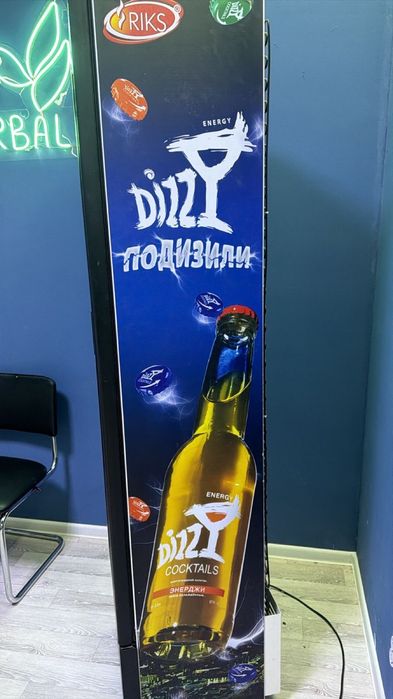 RIKS
RBAL
ENERGY
Dizzy
ПОДИЗИЛИ
ENERGY
Dizzy
COCKTAILS
ЭНЕРДЖИ